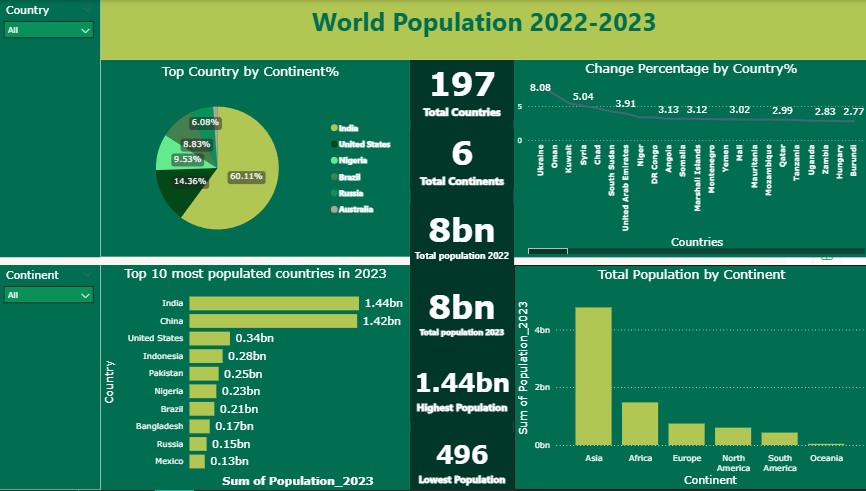 Country
All
World Population 2022-2023
Top Country by Continent%
6.08%
8.83%
9.53%
14.36%
60.11%
India
United States
Nigeria
Brazil
Russia
Australia
197
Total Countries
6
Total Continents
8bn
Total population 2022
8bn
Total population 2023
1.44bn
Highest Population
496
Lowest Population
Change Percentage by Country%
8.08
5.04
3.91
3.13
3.12
3.02
2.99
2.83
2.77
5
0
Ukraine
Oman
Kuwait
Syria
Chad
South Sudan
United Arab Emirates
Niger
DR Congo
Angola
Somalia
Marshall Islands
Montenegro
Yemen
Mali
Mauritania
Mozambique
Qatar
Tanzania
Uganda
Zambia
Hungary
Burundi
Countries
Continent
All
Top 10 most populated countries in 2023
Country
India 1.44bn
China 1.42bn
United States 0.34bn
Indonesia 0.28bn
Pakistan 0.25bn
Nigeria 0.23bn
Brazil 0.21bn
Bangladesh 0.17bn
Russia 0.15bn
Mexico 0.13bn
Sum of Population_2023
Total Population by Continent
Sum of Population_2023
4bn
2bn
0bn
Asia
Africa
Europe
North
America
South
America
Oceania
Continent